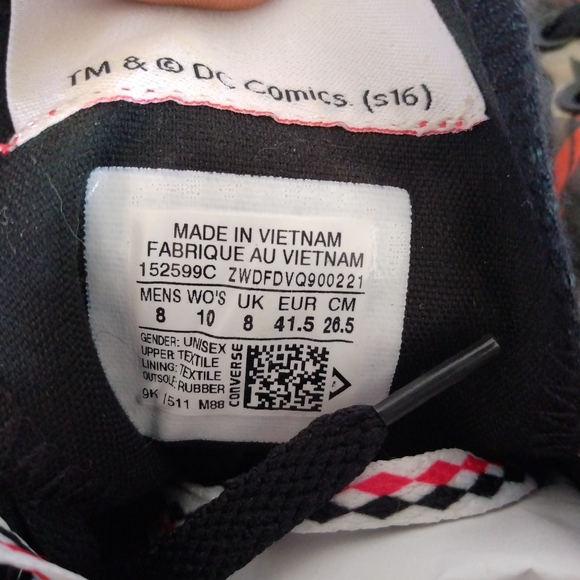 TM & © DC Comics. (s16)
MADE IN VIETNAM
FABRIQUE AU VIETNAM
152599C ZWDFDVQ900221
MENS WO'S UK EUR CM
8 10 8 41.5 26.5
GENDER: UNISEX
UPPER: TEXTILE
LINING: TEXTILE
OUTSOLE: RUBBER
9K /511 M88
CONVERSE